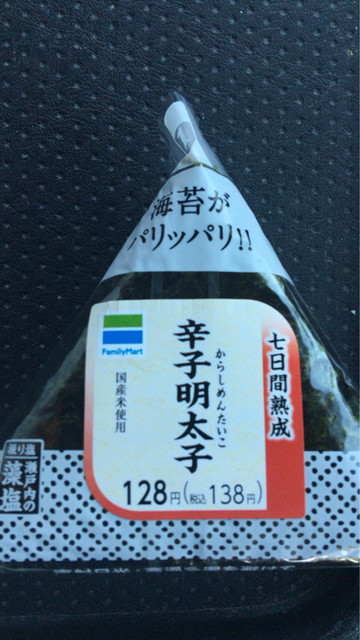 海苔が
パリッパリ!!
FamilyMart
国産米使用
辛子明太子
からしめんたいこ
七日間熟成
128円(税込138円)
瀬戸内の
藻塩